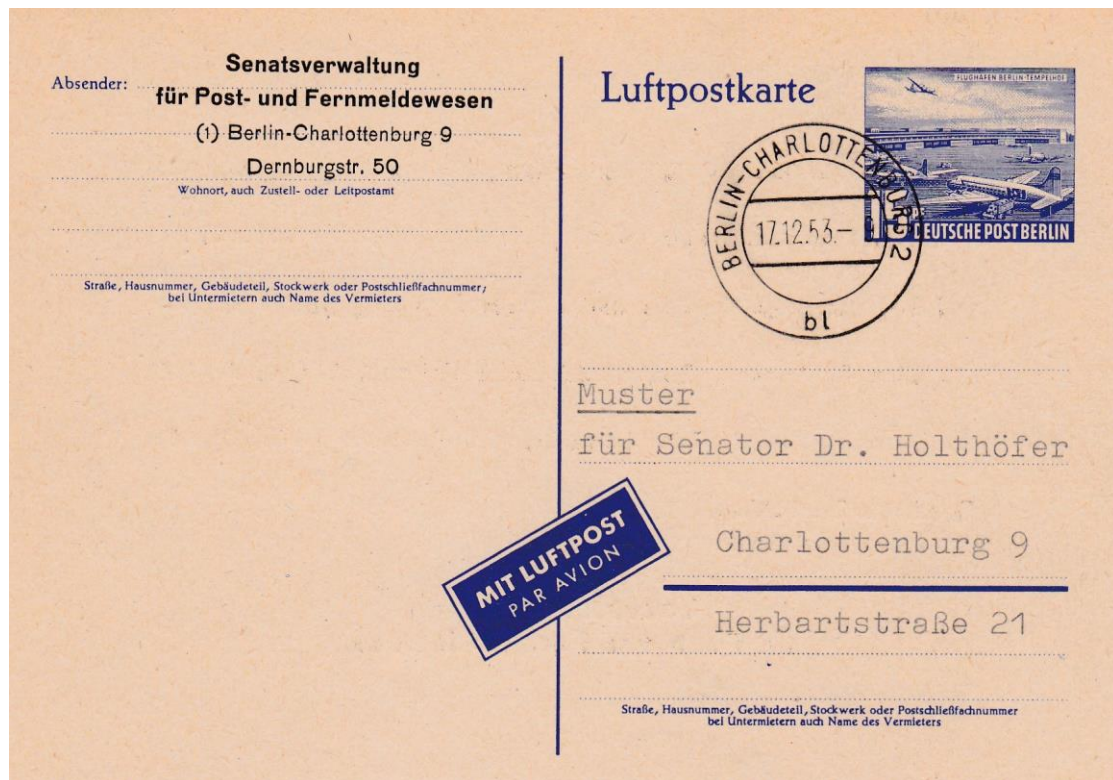 Absender:
Senatsverwaltung
für Post- und Fernmeldewesen
(1) Berlin-Charlottenburg 9
Dernburgstr. 50
Wohnort, auch Zustell- oder Leitpostamt
Straße, Hausnummer, Gebäudeteil, Stockwerk oder Postschließfachnummer;
bei Untermietern auch Name des Vermieters
Luftpostkarte
FLUGHAFEN BERLIN-TEMPELHOF
DEUTSCHE POST BERLIN
BERLIN-CHARLOTTENBURG 2
17.12.53.-
bl
Muster
für Senator Dr. Holthöfer
Charlottenburg 9
Herbartstraße 21
MIT LUFTPOST
PAR AVION
Straße, Hausnummer, Gebäudeteil, Stockwerk oder Postschließfachnummer
bei Untermietern auch Name des Vermieters